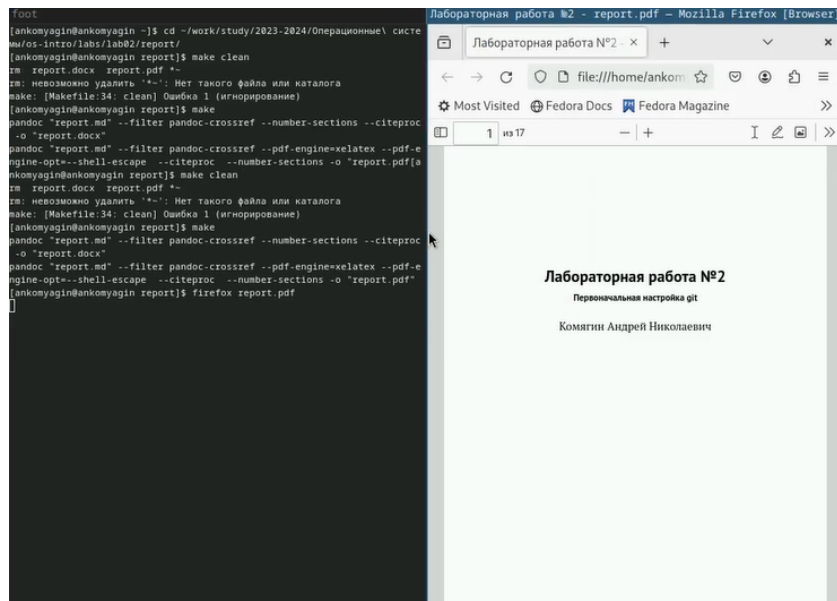 foot
[ankomyagin@ankomyagin ~]$ cd ~/work/study/2023-2024/Операционные\ систе
мы/os-intro/labs/lab02/report/
[ankomyagin@ankomyagin report]$ make clean
rm  report.docx  report.pdf *~
rm: невозможно удалить '*~': Нет такого файла или каталога
make: [Makefile:34: clean] Ошибка 1 (игнорирование)
[ankomyagin@ankomyagin report]$ make
pandoc "report.md" --filter pandoc-crossref --number-sections --citeproc
 -o "report.docx"
pandoc "report.md" --filter pandoc-crossref --pdf-engine=xelatex --pdf-e
ngine-opt=--shell-escape  --citeproc  --number-sections -o "report.pdf[a
nkomyagin@ankomyagin report]$ make clean
rm  report.docx  report.pdf *~
rm: невозможно удалить '*~': Нет такого файла или каталога
make: [Makefile:34: clean] Ошибка 1 (игнорирование)
[ankomyagin@ankomyagin report]$ make
pandoc "report.md" --filter pandoc-crossref --number-sections --citeproc
 -o "report.docx"
pandoc "report.md" --filter pandoc-crossref --pdf-engine=xelatex --pdf-e
ngine-opt=--shell-escape  --citeproc  --number-sections -o "report.pdf"
[ankomyagin@ankomyagin report]$ firefox report.pdf
Лабораторная работа №2 - report.pdf — Mozilla Firefox [Browser
Лабораторная работа №2 -
file:///home/ankom
Most Visited Fedora Docs Fedora Magazine
1 из 17
Лабораторная работа №2
Первоначальная настройка git
Комягин Андрей Николаевич